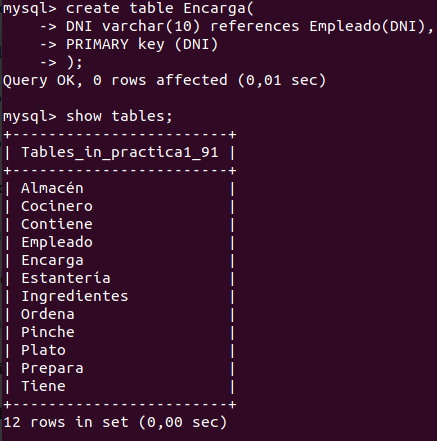 mysql> create table Encarga(
    -> DNI varchar(10) references Empleado(DNI),
    -> PRIMARY key (DNI)
    -> );
Query OK, 0 rows affected (0,01 sec)

mysql> show tables;
+------------------------+
| Tables_in_practica1_91 |
+------------------------+
| Almacén                |
| Cocinero               |
| Contiene               |
| Empleado               |
| Encarga                |
| Estantería             |
| Ingredientes           |
| Ordena                 |
| Pinche                 |
| Plato                  |
| Prepara                |
| Tiene                  |
+------------------------+
12 rows in set (0,00 sec)